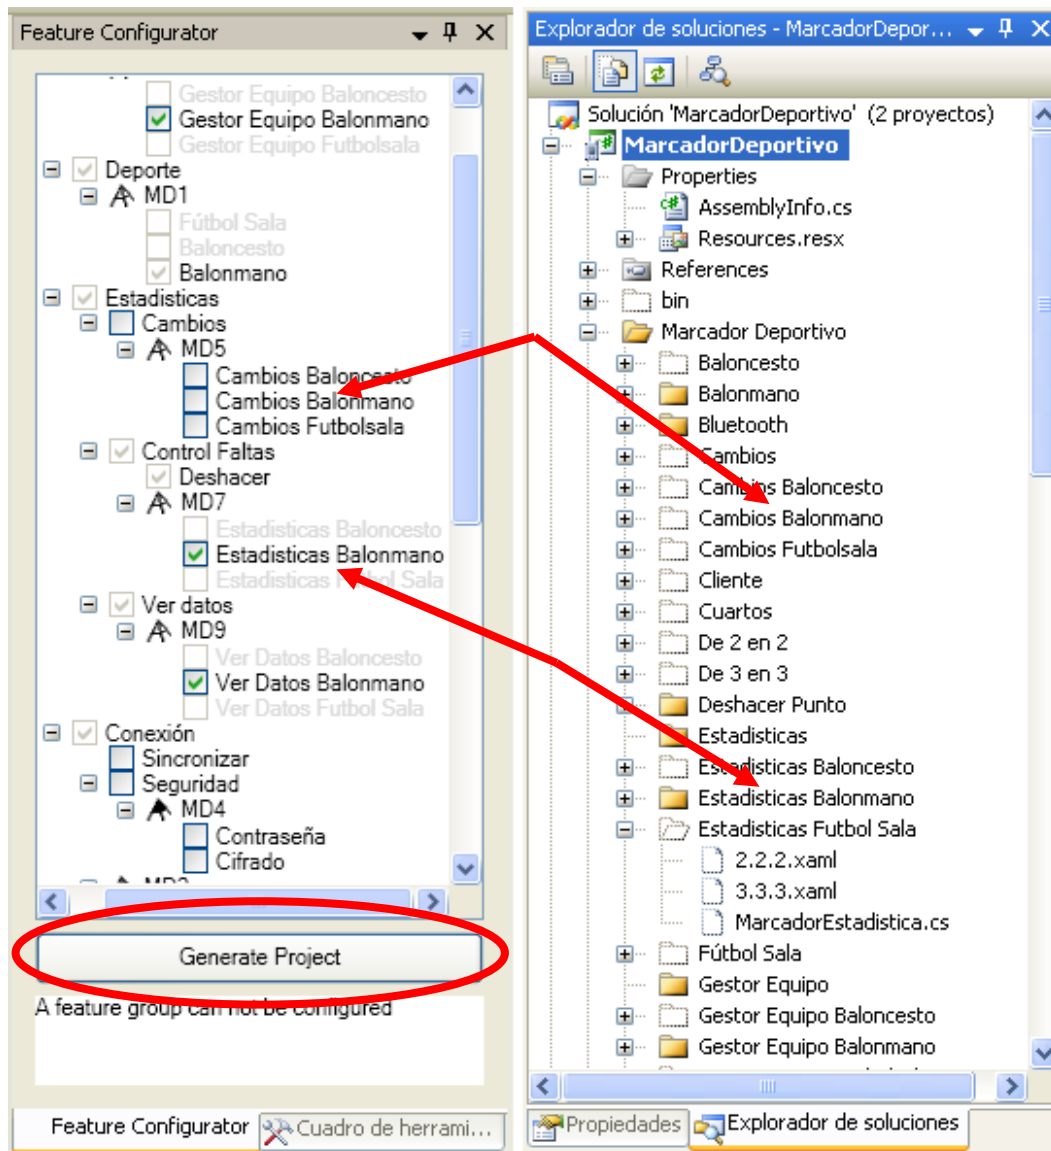 Feature Configurator
Gestor Equipo Baloncesto
Gestor Equipo Balonmano
Gestor Equipo Futbolsala
Deporte
MD1
Fútbol Sala
Baloncesto
Balonmano
Estadisticas
Cambios
MD5
Cambios Baloncesto
Cambios Balonmano
Cambios Futbolsala
Control Faltas
Deshacer
MD7
Estadisticas Baloncesto
Estadisticas Balonmano
Estadisticas Futbol Sala
Ver datos
MD9
Ver Datos Baloncesto
Ver Datos Balonmano
Ver Datos Futbol Sala
Conexión
Sincronizar
Seguridad
MD4
Contraseña
Cifrado
Generate Project
A feature group can not be configured
Feature Configurator
Cuadro de herrami...
Explorador de soluciones - MarcadorDepor...
Solución 'MarcadorDeportivo' (2 proyectos)
MarcadorDeportivo
Properties
AssemblyInfo.cs
Resources.resx
References
bin
Marcador Deportivo
Baloncesto
Balonmano
Bluetooth
Cambios
Cambios Baloncesto
Cambios Balonmano
Cambios Futbolsala
Cliente
Cuartos
De 2 en 2
De 3 en 3
Deshacer Punto
Estadisticas
Estadisticas Baloncesto
Estadisticas Balonmano
Estadisticas Futbol Sala
2.2.2.xaml
3.3.3.xaml
MarcadorEstadistica.cs
Fútbol Sala
Gestor Equipo
Gestor Equipo Baloncesto
Gestor Equipo Balonmano
Propiedades
Explorador de soluciones